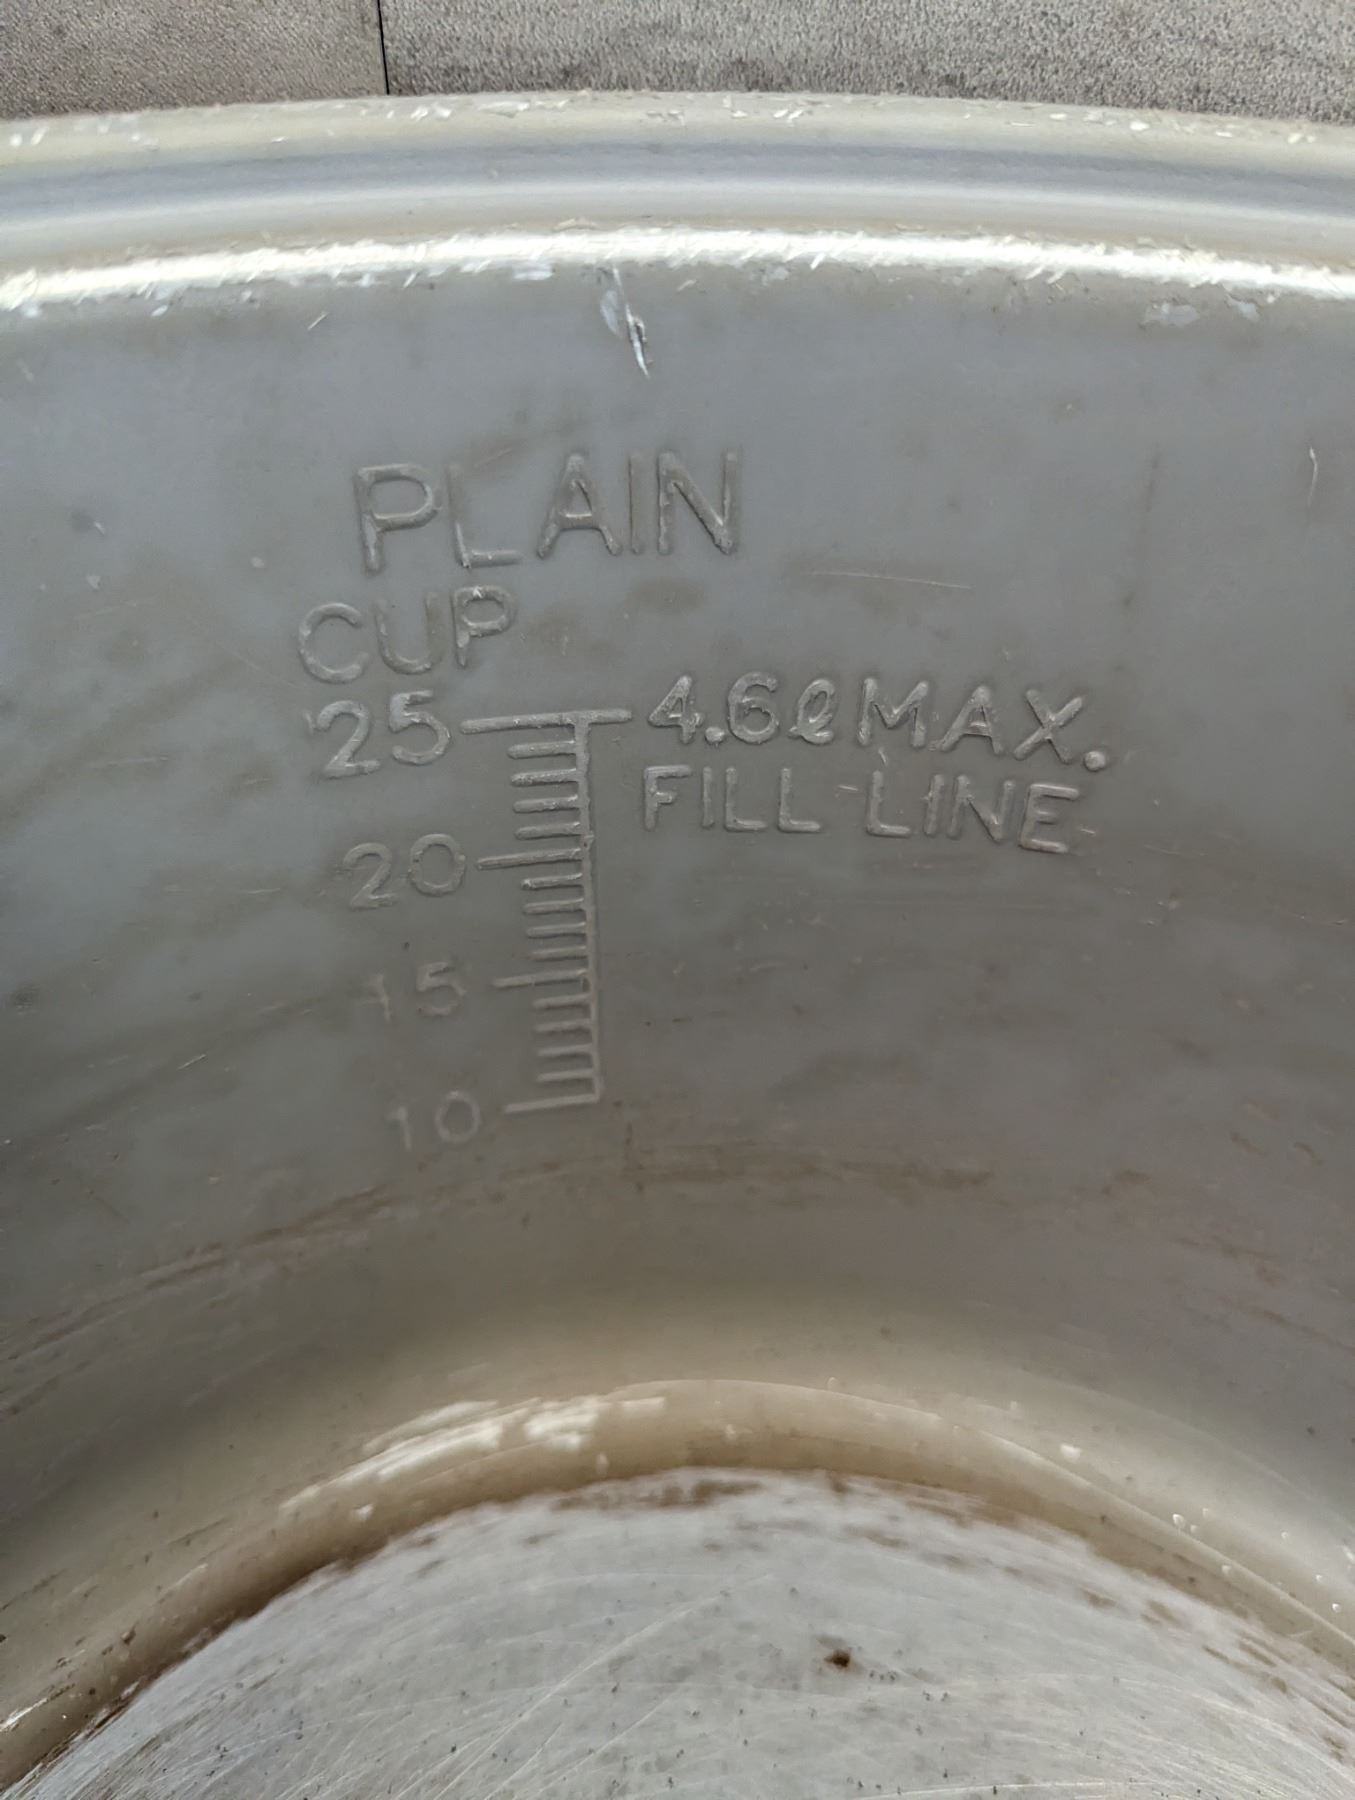 PLAIN
CUP
25 4.6ℓ MAX.
FILL LINE
20
15
10